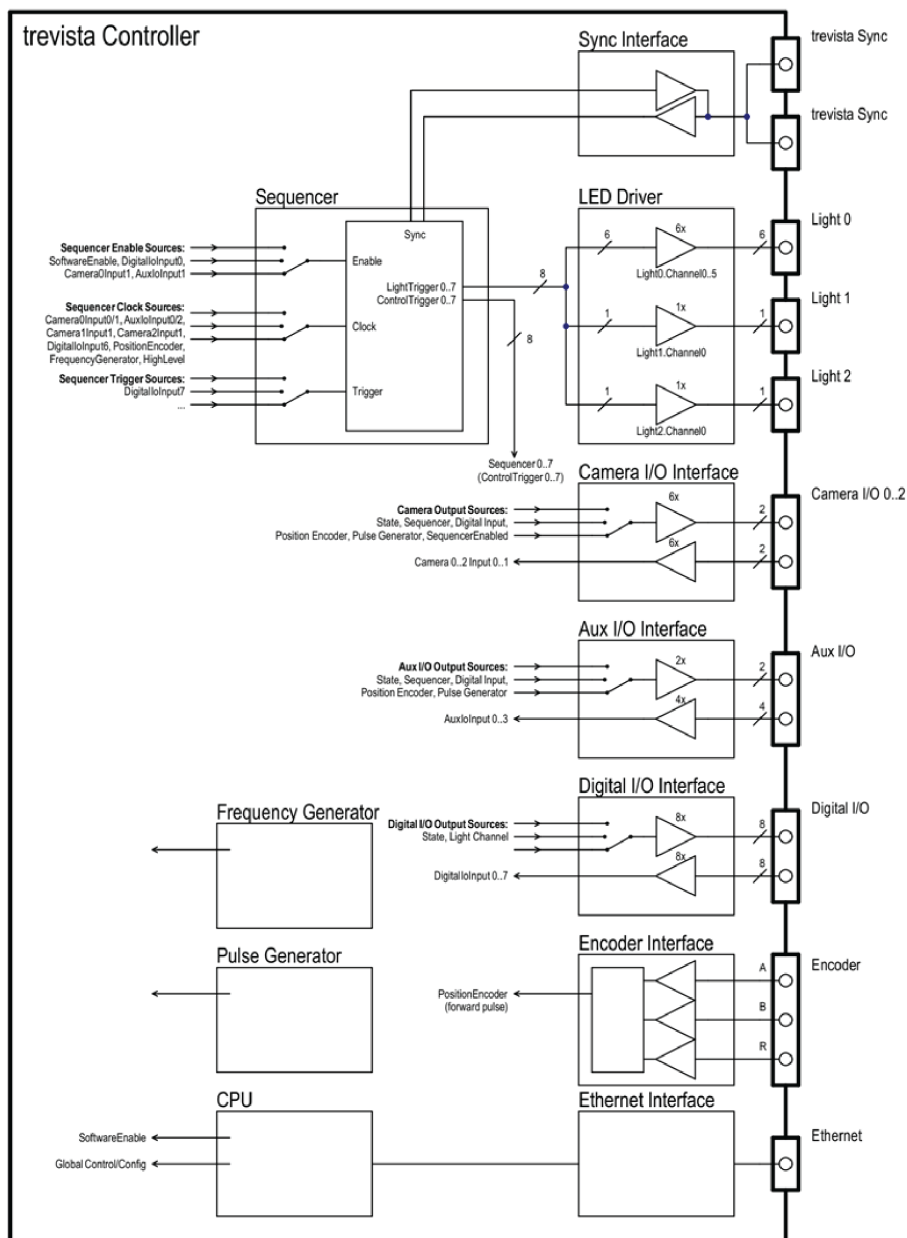 trevista Controller
Sync Interface
trevista Sync
trevista Sync
Sequencer
LED Driver
Light 0
Sync
6
6x
6
Sequencer Enable Sources:
SoftwareEnable, DigitalIoInput0,
Camera0Input1, AuxIoInput1
Enable
Light0.Channel0..5
LightTrigger 0..7
ControlTrigger 0..7
8
Light 1
Sequencer Clock Sources:
Camera0Input0/1, AuxIoInput0/2,
Camera1Input1, Camera2Input1,
DigitalIoInput6, PositionEncoder,
FrequencyGenerator, HighLevel
Clock
8
1
1x
1
Light1.Channel0
Sequencer Trigger Sources:
DigitalIoInput7
....
Trigger
Light 2
1
1x
1
Light2.Channel0
Sequencer 0..7
(ControlTrigger 0..7)
Camera I/O Interface
Camera I/O 0..2
Camera Output Sources:
State, Sequencer, Digital Input,
Position Encoder, Pulse Generator, SequencerEnabled
6x
2
6x
2
Camera 0..2 Input 0..1
Aux I/O Interface
Aux I/O
Aux I/O Output Sources:
State, Sequencer, Digital Input,
Position Encoder, Pulse Generator
2x
2
4x
4
AuxIoInput 0..3
Digital I/O Interface
Digital I/O
Frequency Generator
Digital I/O Output Sources:
State, Light Channel
8x
8
8x
8
DigitalIoInput 0..7
Pulse Generator
Encoder Interface
Encoder
A
PositionEncoder
(forward pulse)
B
R
CPU
Ethernet Interface
SoftwareEnable
Ethernet
Global Control/Config